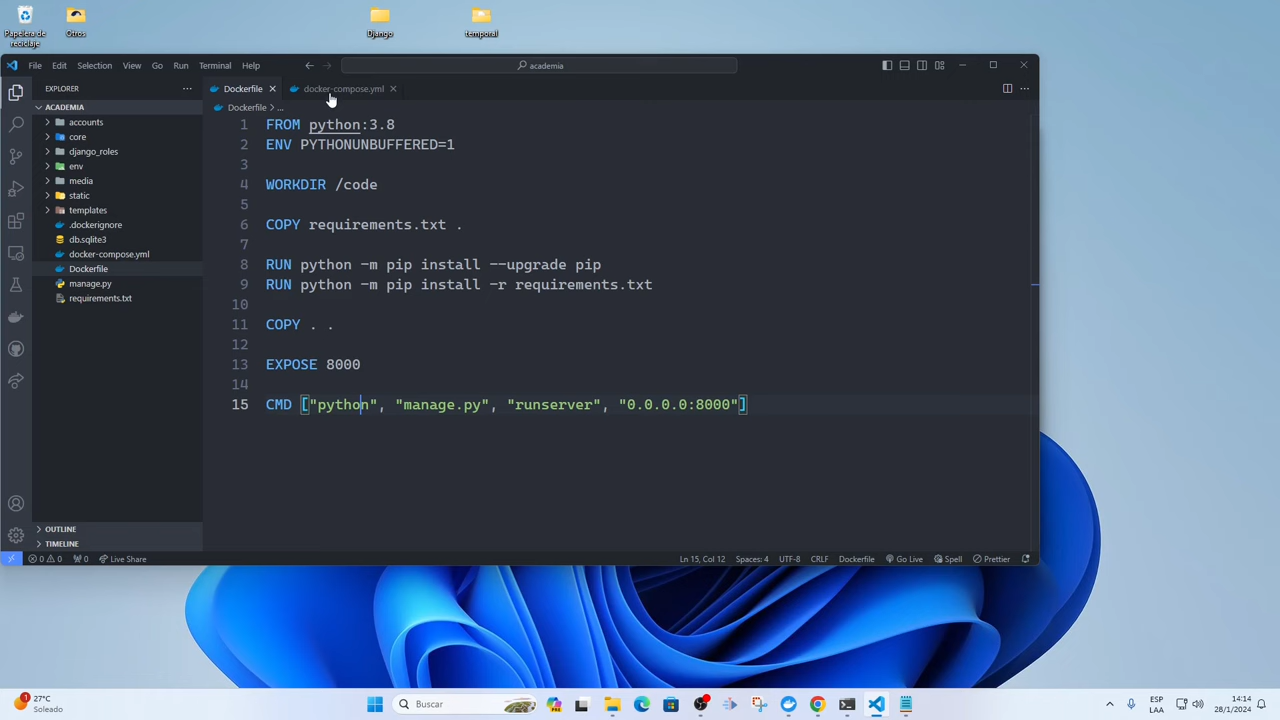 Papelera de
reciclaje
Otros
Django
temporal
File Edit Selection View Go Run Terminal Help
academia
EXPLORER
Dockerfile
docker-compose.yml
ACADEMIA
Dockerfile > ...
accounts
core
django_roles
env
media
static
templates
.dockerignore
db.sqlite3
docker-compose.yml
Dockerfile
manage.py
requirements.txt
OUTLINE
TIMELINE
1 FROM python:3.8
2 ENV PYTHONUNBUFFERED=1
3
4 WORKDIR /code
5
6 COPY requirements.txt .
7
8 RUN python -m pip install --upgrade pip
9 RUN python -m pip install -r requirements.txt
10
11 COPY . .
12
13 EXPOSE 8000
14
15 CMD ["python", "manage.py", "runserver", "0.0.0.0:8000"]
0 0 0 Live Share Ln 15, Col 12 Spaces: 4 UTF-8 CRLF Dockerfile Go Live Spell Prettier
27°C
Soleado
1
Buscar
ESP
LAA
14:14
28/1/2024